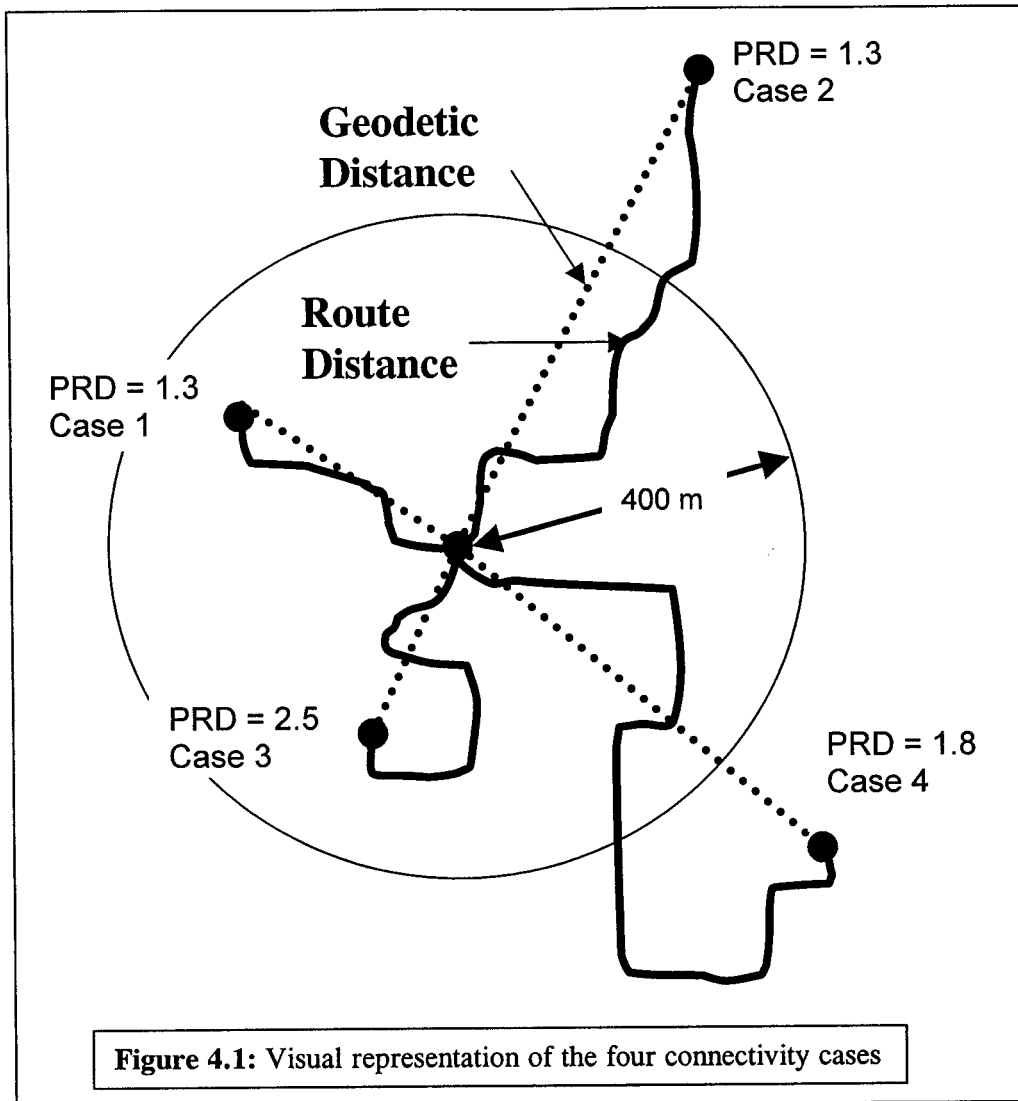 PRD = 1.3
Case 2
Geodetic
Distance
Route
Distance
PRD = 1.3
Case 1
400 m
PRD = 2.5
Case 3
PRD = 1.8
Case 4
Figure 4.1: Visual representation of the four connectivity cases